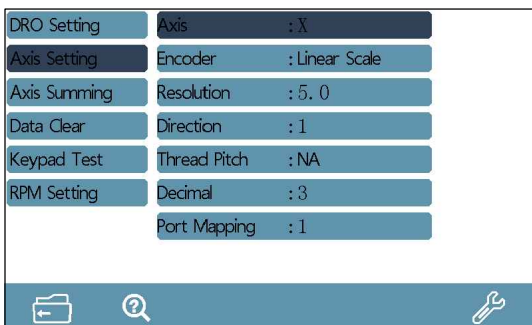 DRO Setting
Axis Setting
Axis Summing
Data Clear
Keypad Test
RPM Setting
Axis :X
Encoder :Linear Scale
Resolution :5.0
Direction :1
Thread Pitch :NA
Decimal :3
Port Mapping :1